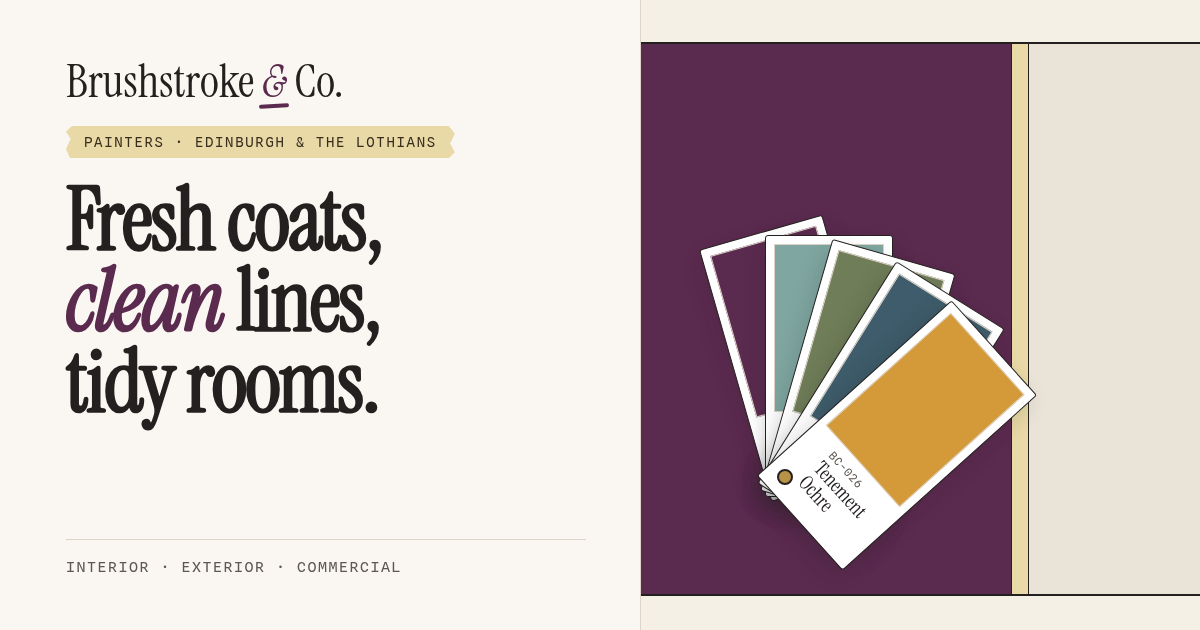 Brushstroke & Co.
PAINTERS · EDINBURGH & THE LOTHIANS
Fresh coats,
clean lines,
tidy rooms.
INTERIOR · EXTERIOR · COMMERCIAL
BC-026
Tenement
Ochre